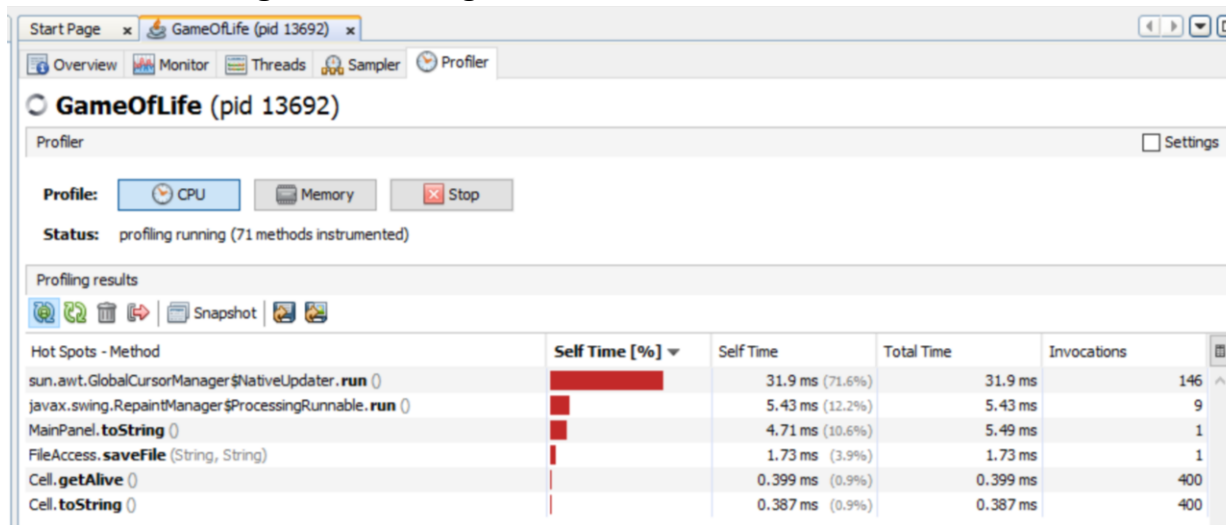 Start Page x GameOfLife (pid 13692) x
Overview Monitor Threads Sampler Profiler
GameOfLife (pid 13692)
Profiler Settings
Profile: CPU Memory Stop
Status: profiling running (71 methods instrumented)
Profiling results
Snapshot
Hot Spots - Method Self Time [%] Self Time Total Time Invocations
sun.awt.GlobalCursorManager$NativeUpdater.run () 31.9 ms (71.6%) 31.9 ms 146
javax.swing.RepaintManager$ProcessingRunnable.run () 5.43 ms (12.2%) 5.43 ms 9
MainPanel.toString () 4.71 ms (10.6%) 5.49 ms 1
FileAccess.saveFile (String, String) 1.73 ms (3.9%) 1.73 ms 1
Cell.getAlive () 0.399 ms (0.9%) 0.399 ms 400
Cell.toString () 0.387 ms (0.9%) 0.387 ms 400